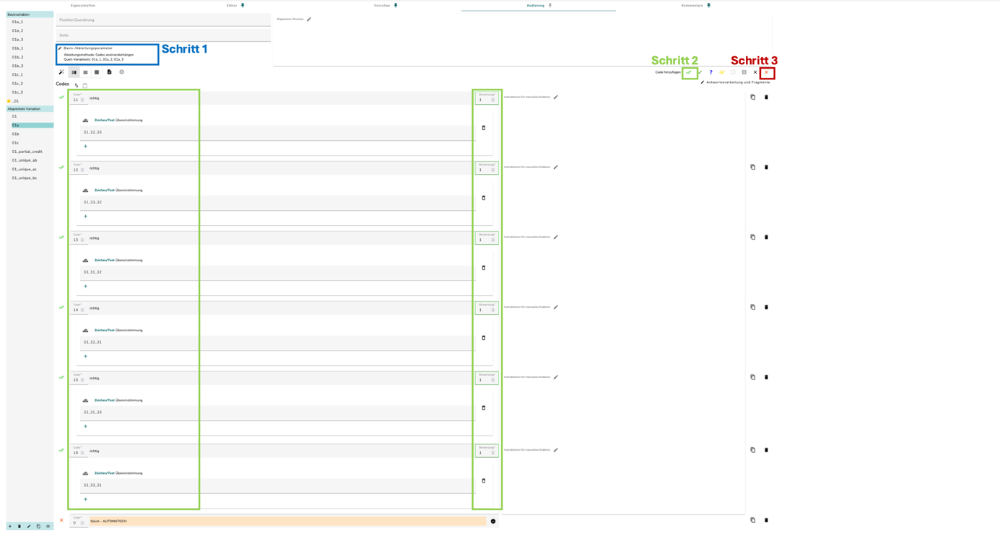 Eigenschaften
Editor
Vorschau
Kodierung
Kommentare
Basisvariablen
01a_1
01a_2
01a_3
01b_1
01b_2
01b_3
01c_1
01c_2
01c_3
_01
Abgeleitete Variablen
01
01a
01b
01c
01_partial_credit
01_unique_ab
01_unique_ac
01_unique_bc
Position/Zuordnung
Seite
Allgemeine Hinweise
Basis-/Ableitungsparameter
Ableitungsmethode: Codes aneinanderhängen
Quell-Variable(n): 01a_1, 01a_2, 01a_3
Schritt 1
Schritt 2
Schritt 3
Code hinzufügen
?
Antwortverarbeitung und Fragmente
Codes
Code*
11
richtig
Bewertung*
1
Instruktionen für manuelles Kodieren
Zeichen/Text Übereinstimmung
31_32_33
+
Code*
12
richtig
Bewertung*
1
Instruktionen für manuelles Kodieren
Zeichen/Text Übereinstimmung
31_33_32
+
Code*
13
richtig
Bewertung*
1
Instruktionen für manuelles Kodieren
Zeichen/Text Übereinstimmung
33_31_32
+
Code*
14
richtig
Bewertung*
1
Instruktionen für manuelles Kodieren
Zeichen/Text Übereinstimmung
33_32_31
+
Code*
15
richtig
Bewertung*
1
Instruktionen für manuelles Kodieren
Zeichen/Text Übereinstimmung
32_31_33
+
Code*
16
richtig
Bewertung*
1
Instruktionen für manuelles Kodieren
Zeichen/Text Übereinstimmung
32_33_31
+
Code*
0
falsch - AUTOMATISCH